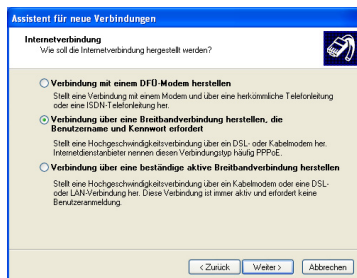 Assistent für neue Verbindungen
Internetverbindung
Wie soll die Internetverbindung hergestellt werden?
Verbindung mit einem DFÜ-Modem herstellen
Stellt eine Verbindung mit einem Modem und über eine herkömmliche Telefonleitung
oder eine ISDN-Telefonleitung her.
Verbindung über eine Breitbandverbindung herstellen, die
Benutzername und Kennwort erfordert
Stellt eine Hochgeschwindigkeitsverbindung über ein DSL- oder Kabelmodem her.
Internetdienstanbieter nennen diesen Verbindungstyp häufig PPPoE.
Verbindung über eine beständige aktive Breitbandverbindung herstellen
Stellt eine Hochgeschwindigkeitsverbindung über ein Kabelmodem oder eine DSL-
oder LAN-Verbindung her. Diese Verbindung ist immer aktiv und erfordert keine
Benutzeranmeldung.
< Zurück Weiter > Abbrechen